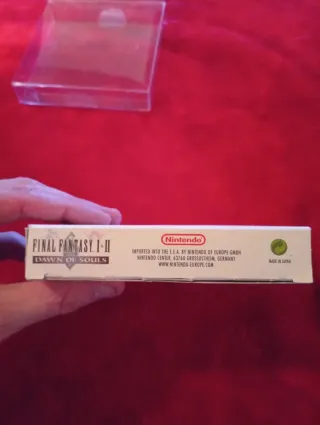 FINAL FANTASY I·II
DAWN OF SOULS
Nintendo
IMPORTED INTO THE E.E.A. BY NINTENDO OF EUROPE GMBH
NINTENDO CENTER, 63760 GROSSOSTHEIM, GERMANY
WWW.NINTENDO-EUROPE.COM
MADE IN JAPAN